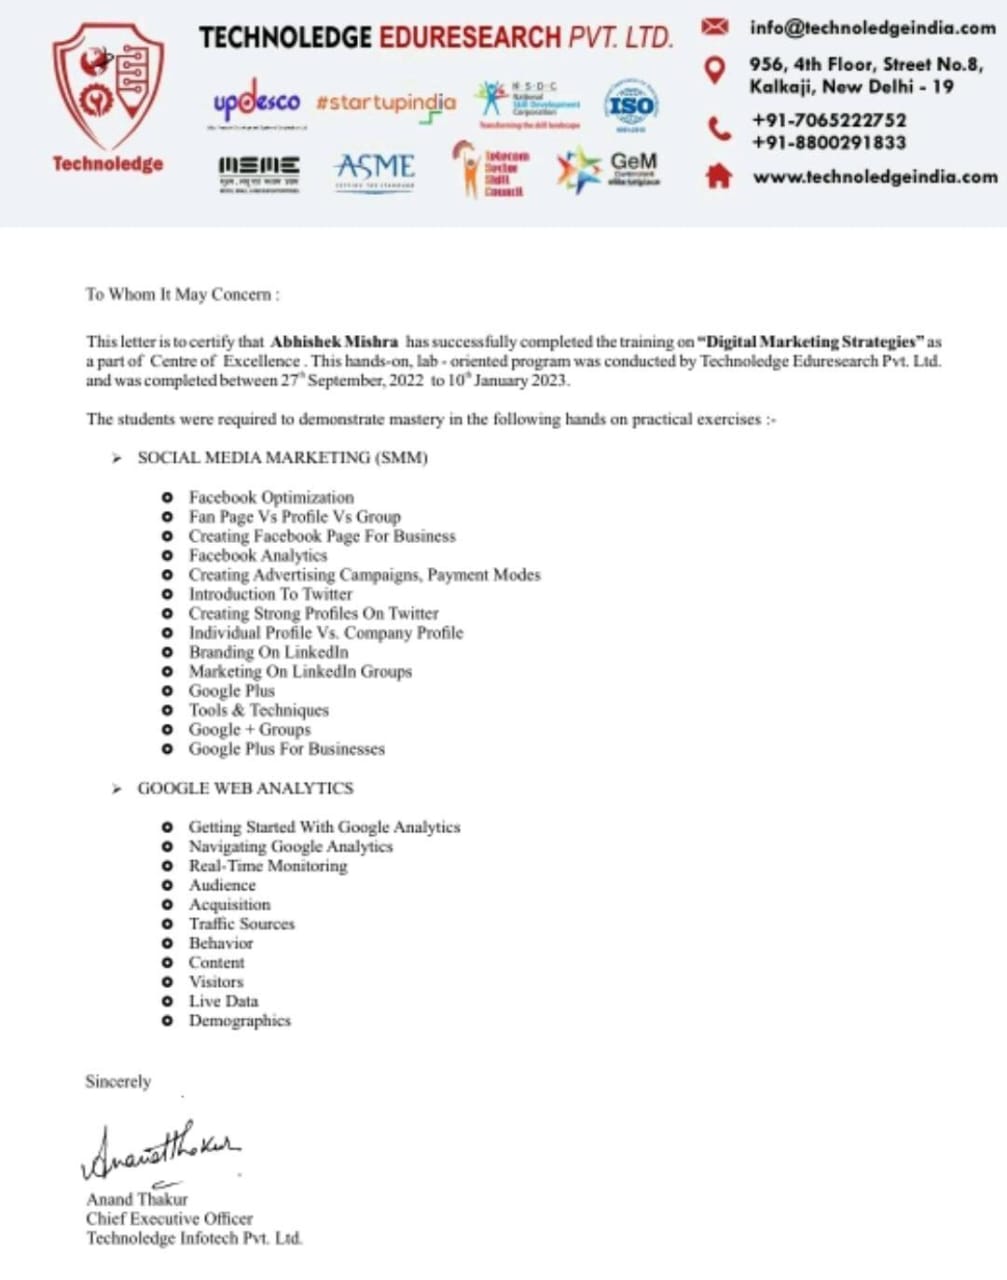 TECHNOLEDGE EDURESEARCH PVT. LTD.
Technoledge
updesco
#startupindia
N·S·D·C
National
Skill Development
Corporation
Transforming the skill landscape
ISO
MSME
ASME
SETTING THE STANDARD
Telecom
Sector
Skill
Council
GeM
Government
info@technoledgeindia.com
956, 4th Floor, Street No.8,
Kalkaji, New Delhi - 19
+91-7065222752
+91-8800291833
www.technoledgeindia.com
To Whom It May Concern :
This letter is to certify that Abhishek Mishra has successfully completed the training on “Digital Marketing Strategies” as
a part of Centre of Excellence . This hands-on, lab - oriented program was conducted by Technoledge Eduresearch Pvt. Ltd.
and was completed between 27th September, 2022 to 10th January 2023.
The students were required to demonstrate mastery in the following hands on practical exercises :-
➢ SOCIAL MEDIA MARKETING (SMM)
Facebook Optimization
Fan Page Vs Profile Vs Group
Creating Facebook Page For Business
Facebook Analytics
Creating Advertising Campaigns, Payment Modes
Introduction To Twitter
Creating Strong Profiles On Twitter
Individual Profile Vs. Company Profile
Branding On LinkedIn
Marketing On LinkedIn Groups
Google Plus
Tools & Techniques
Google + Groups
Google Plus For Businesses
➢ GOOGLE WEB ANALYTICS
Getting Started With Google Analytics
Navigating Google Analytics
Real-Time Monitoring
Audience
Acquisition
Traffic Sources
Behavior
Content
Visitors
Live Data
Demographics
Sincerely
Anand Thakur
Anand Thakur
Chief Executive Officer
Technoledge Infotech Pvt. Ltd.